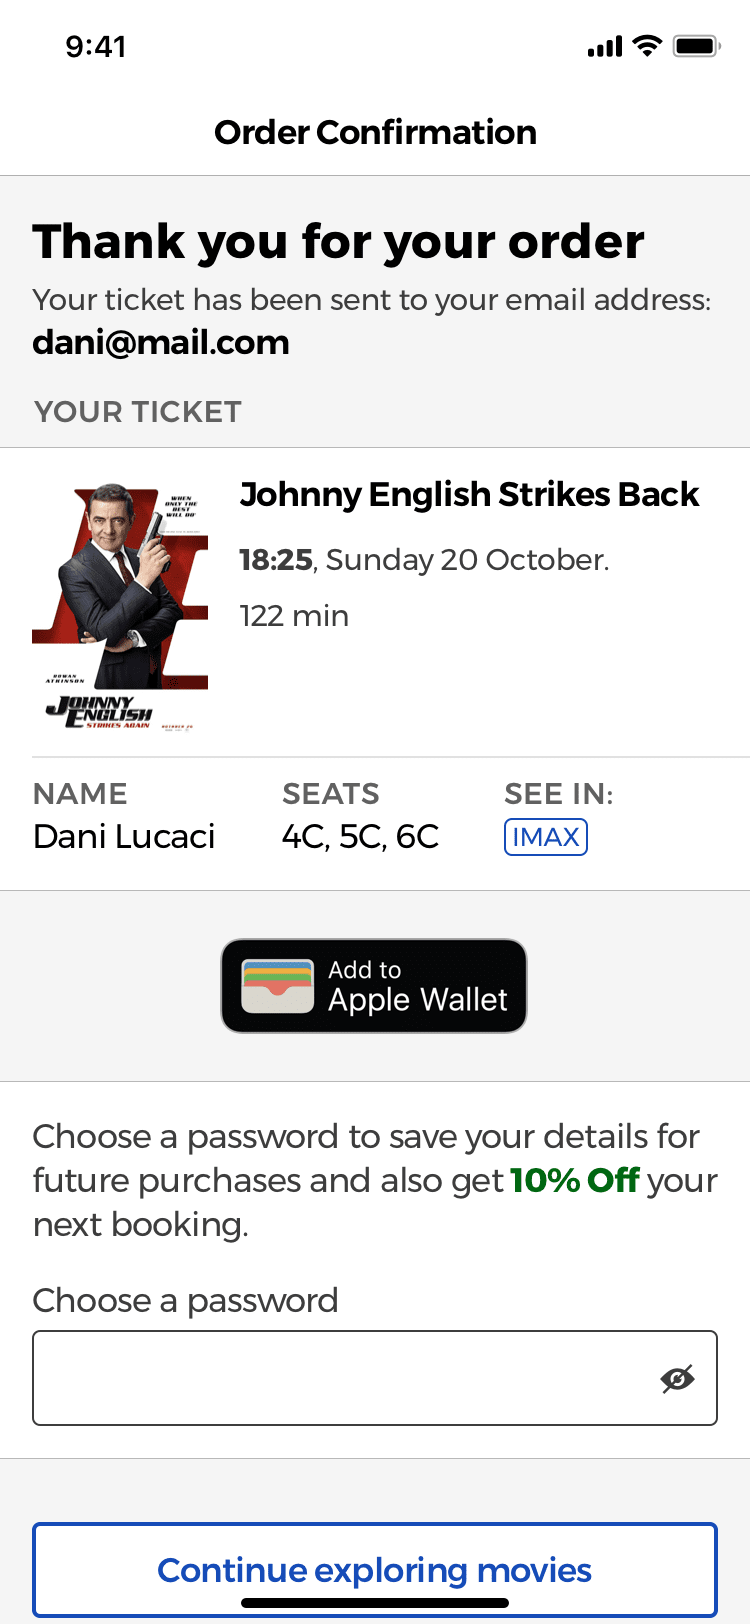 9:41
Order Confirmation
Thank you for your order
Your ticket has been sent to your email address:
dani@mail.com
YOUR TICKET
WHEN
ONLY THE
BEST
WILL DO
ROWAN
ATKINSON
JOHNNY
ENGLISH
STRIKES AGAIN
Johnny English Strikes Back
18:25, Sunday 20 October.
122 min
NAME
Dani Lucaci
SEATS
4C, 5C, 6C
SEE IN:
IMAX
Add to
Apple Wallet
Choose a password to save your details for
future purchases and also get 10% Off your
next booking.
Choose a password
Continue exploring movies